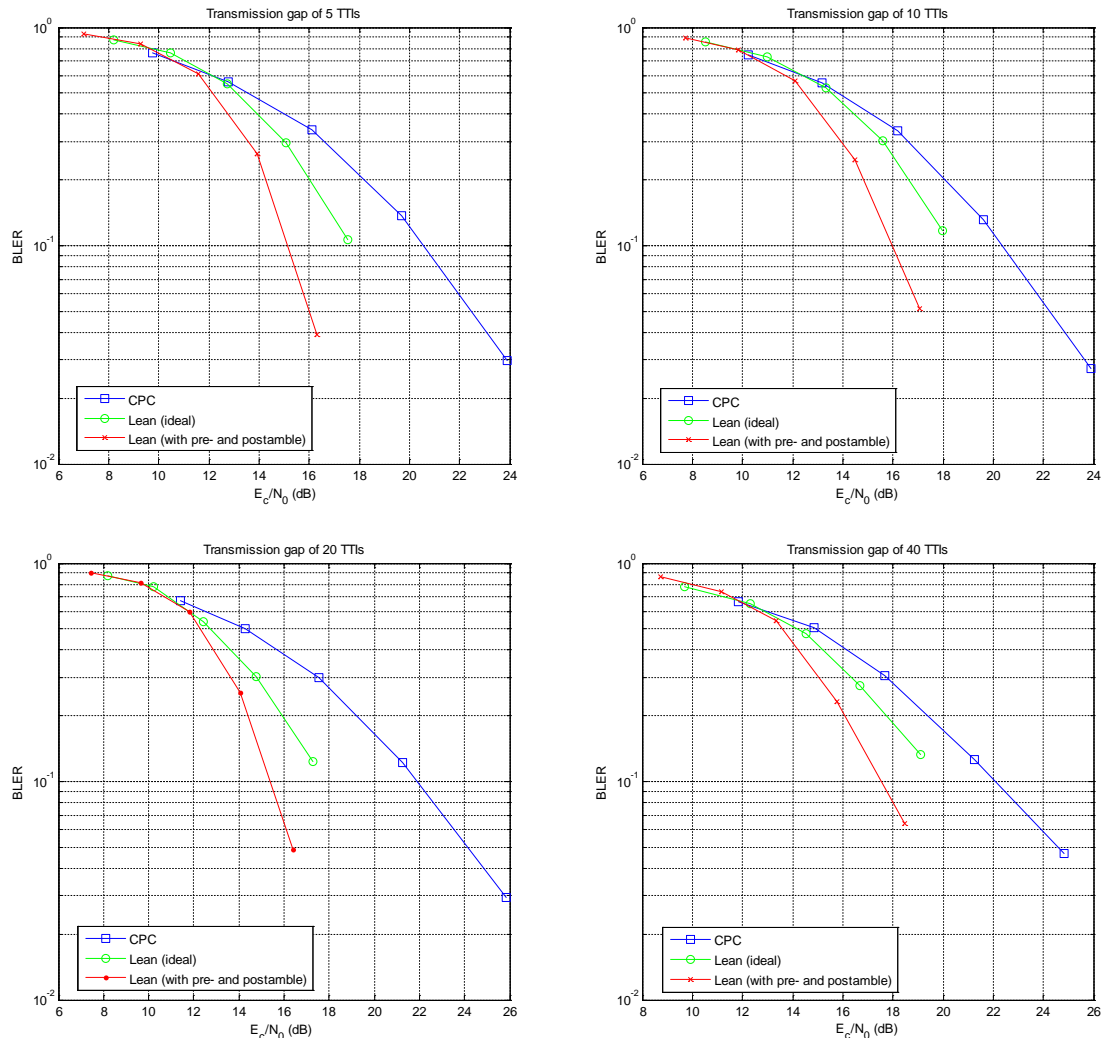 Transmission gap of 5 TTIs
10^0
10^-1
10^-2
BLER
6 8 10 12 14 16 18 20 22 24
E_c/N_0 (dB)
CPC
Lean (ideal)
Lean (with pre- and postamble)
Transmission gap of 10 TTIs
10^0
10^-1
10^-2
BLER
6 8 10 12 14 16 18 20 22 24
E_c/N_0 (dB)
CPC
Lean (ideal)
Lean (with pre- and postamble)
Transmission gap of 20 TTIs
10^0
10^-1
10^-2
BLER
6 8 10 12 14 16 18 20 22 24 26
E_c/N_0 (dB)
CPC
Lean (ideal)
Lean (with pre- and postamble)
Transmission gap of 40 TTIs
10^0
10^-1
10^-2
BLER
8 10 12 14 16 18 20 22 24 26
E_c/N_0 (dB)
CPC
Lean (ideal)
Lean (with pre- and postamble)